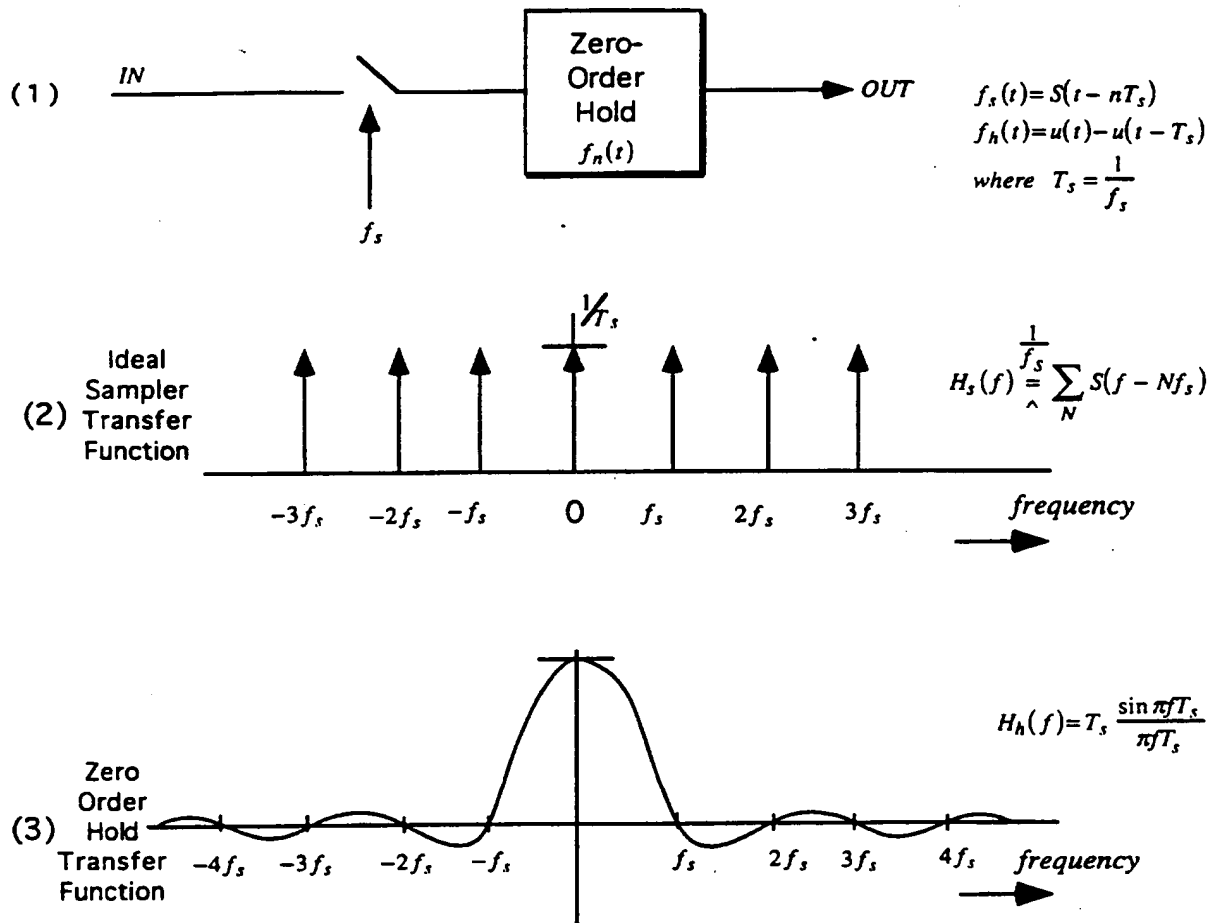 (1)
IN
Zero-
Order
Hold
f_n(t)
OUT
f_s
f_s(t)=S(t-nT_s)
f_h(t)=u(t)-u(t-T_s)
where T_s = 1/f_s
(2)
Ideal
Sampler
Transfer
Function
1/T_s
-3f_s -2f_s -f_s 0 f_s 2f_s 3f_s
frequency
H_s(f) = 1/f_s ^ ∑_N S(f-Nf_s)
(3)
Zero
Order
Hold
Transfer
Function
-4f_s -3f_s -2f_s -f_s f_s 2f_s 3f_s 4f_s
frequency
H_h(f)=T_s sin πfT_s / πfT_s